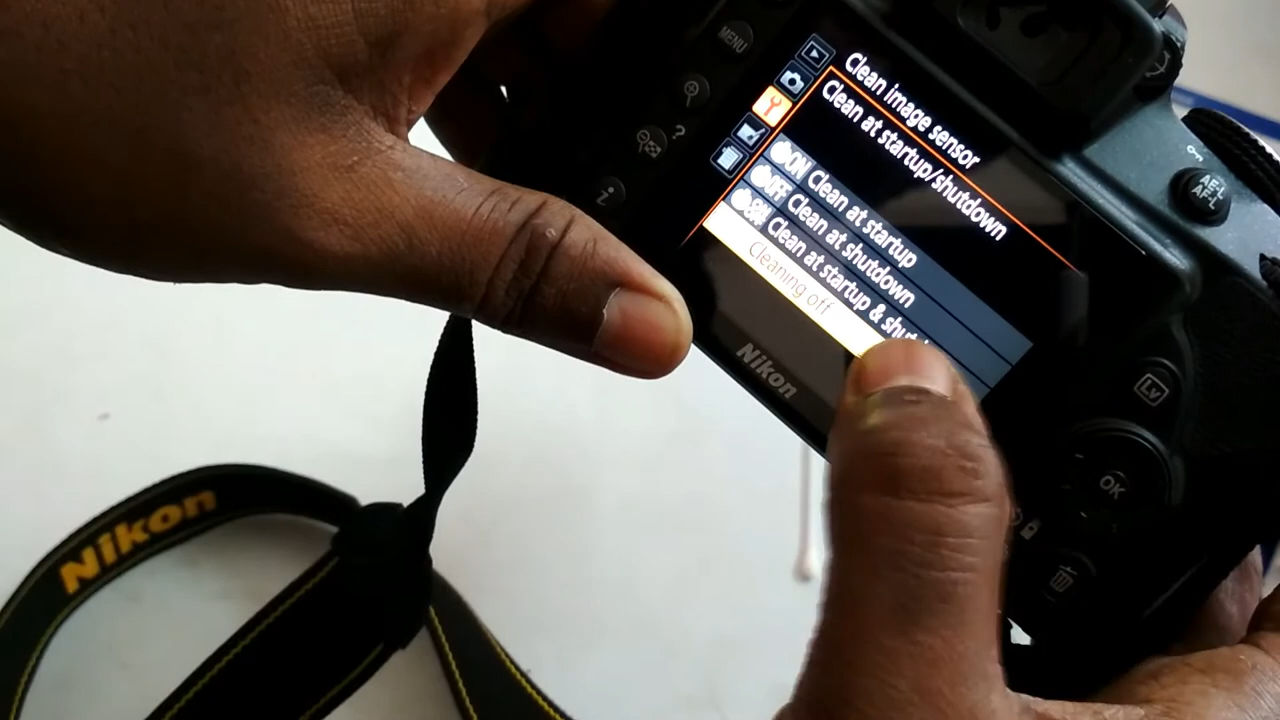 MENU
?
i
Clean image sensor
Clean at startup/shutdown
ON Clean at startup
OFF Clean at shutdown
Clean at startup &
Cleaning off
Nikon
AE-L
AF-L
Lv
OK
Nikon